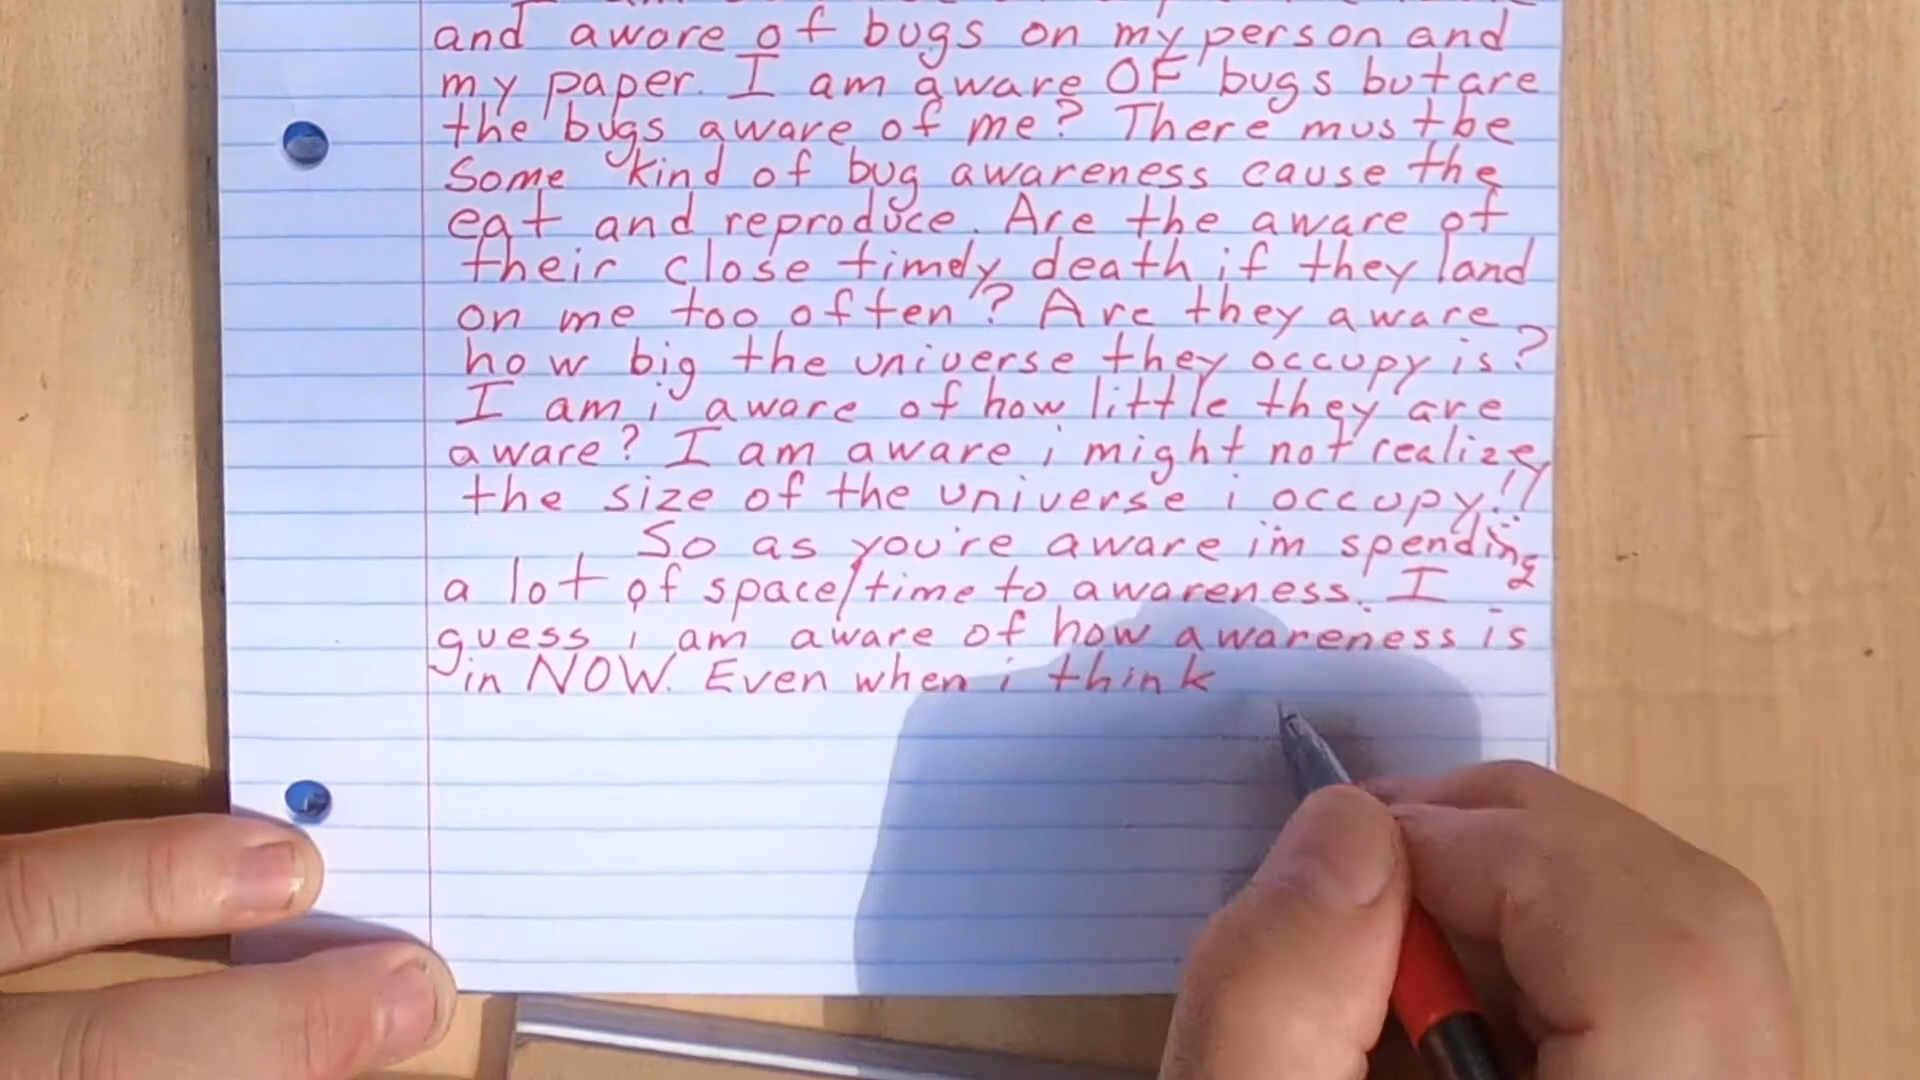 and aware of bugs on my person and
my paper. I am aware OF bugs but are
the bugs aware of me? There must be
Some kind of bug awareness cause the
eat and reproduce. Are the aware of
their close timely death if they land
on me too often? Are they aware
how big the universe they occupy is?
I am i aware of how little they are
aware? I am aware i might not realize
the size of the universe i occupy!!
So as you're aware i'm spending
a lot of space/time to awareness. I
guess i am aware of how awareness is
in NOW. Even when i think